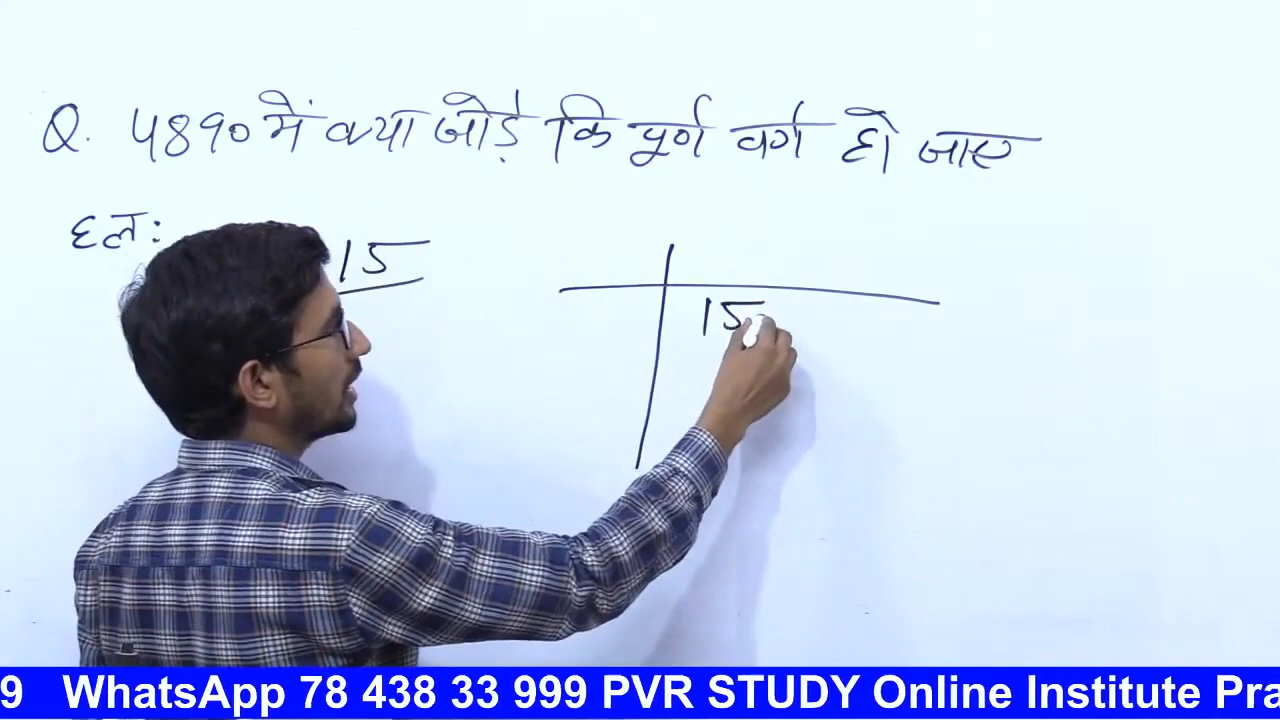 Q. 4890 में क्या जोड़े कि पूर्ण वर्ग हो जाए
हल:
15
15
9 WhatsApp 78 438 33 999 PVR STUDY Online Institute Pra